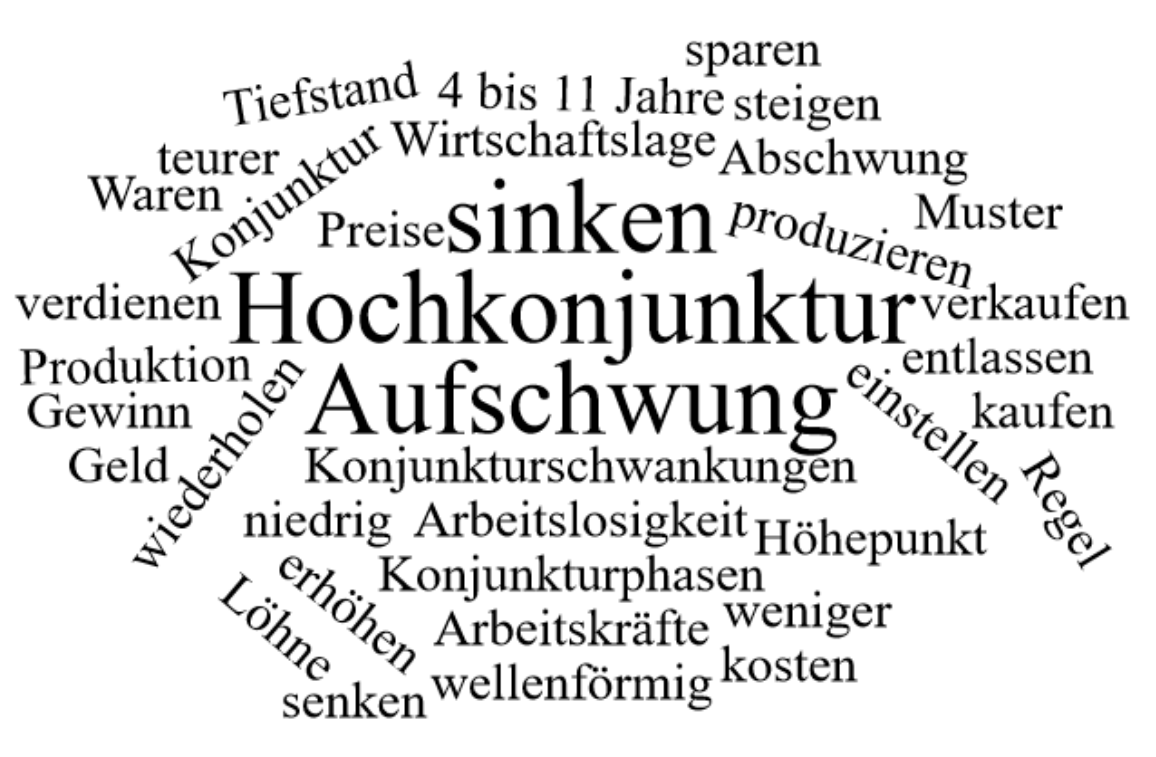 sparen
Tiefstand
4 bis 11 Jahre
steigen
teurer
Konjunktur
Wirtschaftslage
Abschwung
Waren
Preise
sinken
produzieren
Muster
verdienen
Hochkonjunktur
verkaufen
Produktion
Aufschwung
einstellen
entlassen
Gewinn
kaufen
Geld
wiederholen
Konjunkturschwankungen
Regel
niedrig
Arbeitslosigkeit
Höhepunkt
erhöhen
Konjunkturphasen
Löhne
Arbeitskräfte
weniger
senken
wellenförmig
kosten